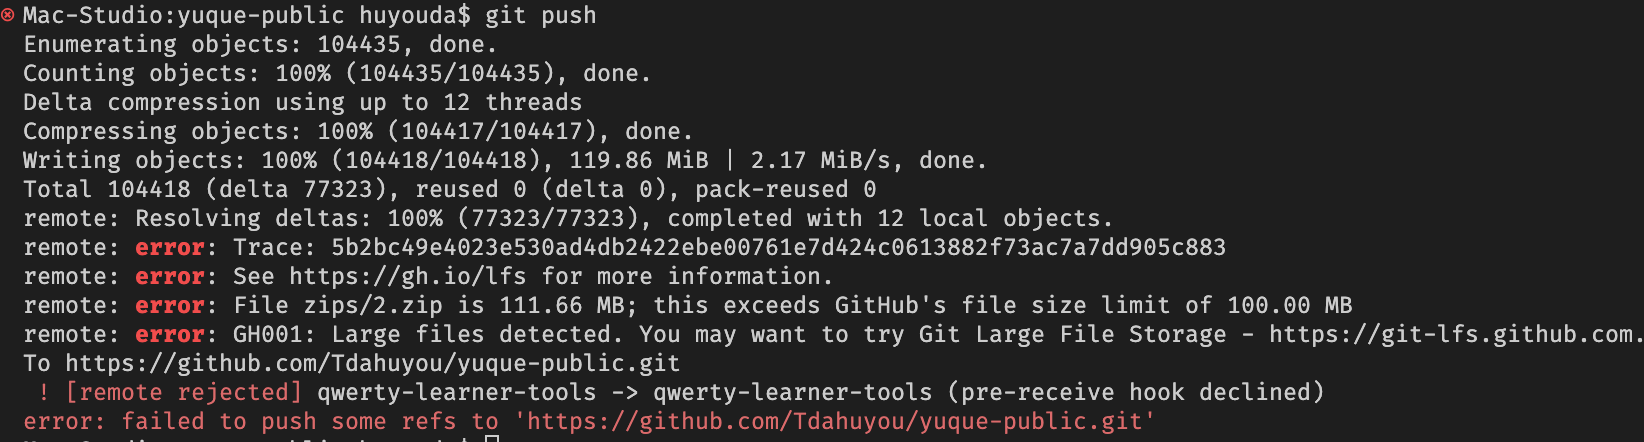 Mac-Studio:yuque-public huyouda$ git push
Enumerating objects: 104435, done.
Counting objects: 100% (104435/104435), done.
Delta compression using up to 12 threads
Compressing objects: 100% (104417/104417), done.
Writing objects: 100% (104418/104418), 119.86 MiB | 2.17 MiB/s, done.
Total 104418 (delta 77323), reused 0 (delta 0), pack-reused 0
remote: Resolving deltas: 100% (77323/77323), completed with 12 local objects.
remote: error: Trace: 5b2bc49e4023e530ad4db2422ebe00761e7d424c0613882f73ac7a7dd905c883
remote: error: See https://gh.io/lfs for more information.
remote: error: File zips/2.zip is 111.66 MB; this exceeds GitHub's file size limit of 100.00 MB
remote: error: GH001: Large files detected. You may want to try Git Large File Storage - https://git-lfs.github.com.
To https://github.com/Tdahuyou/yuque-public.git
 ! [remote rejected] qwerty-learner-tools -> qwerty-learner-tools (pre-receive hook declined)
error: failed to push some refs to 'https://github.com/Tdahuyou/yuque-public.git'